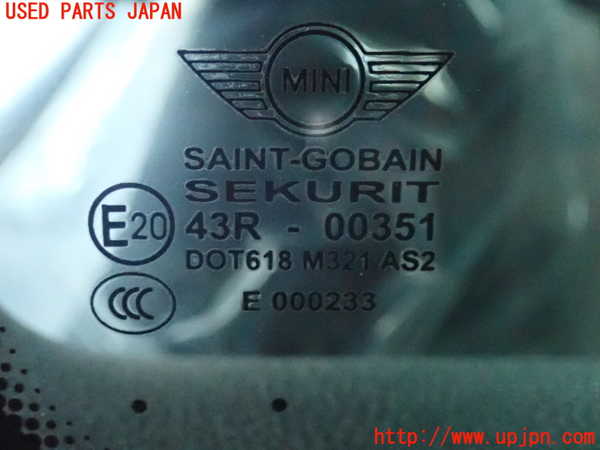 USED PARTS JAPAN
MINI
SAINT-GOBAIN
SEKURIT
E20 43R - 00351
DOT618 M321 AS2
CCC E 000233
http://www.upjpn.com/